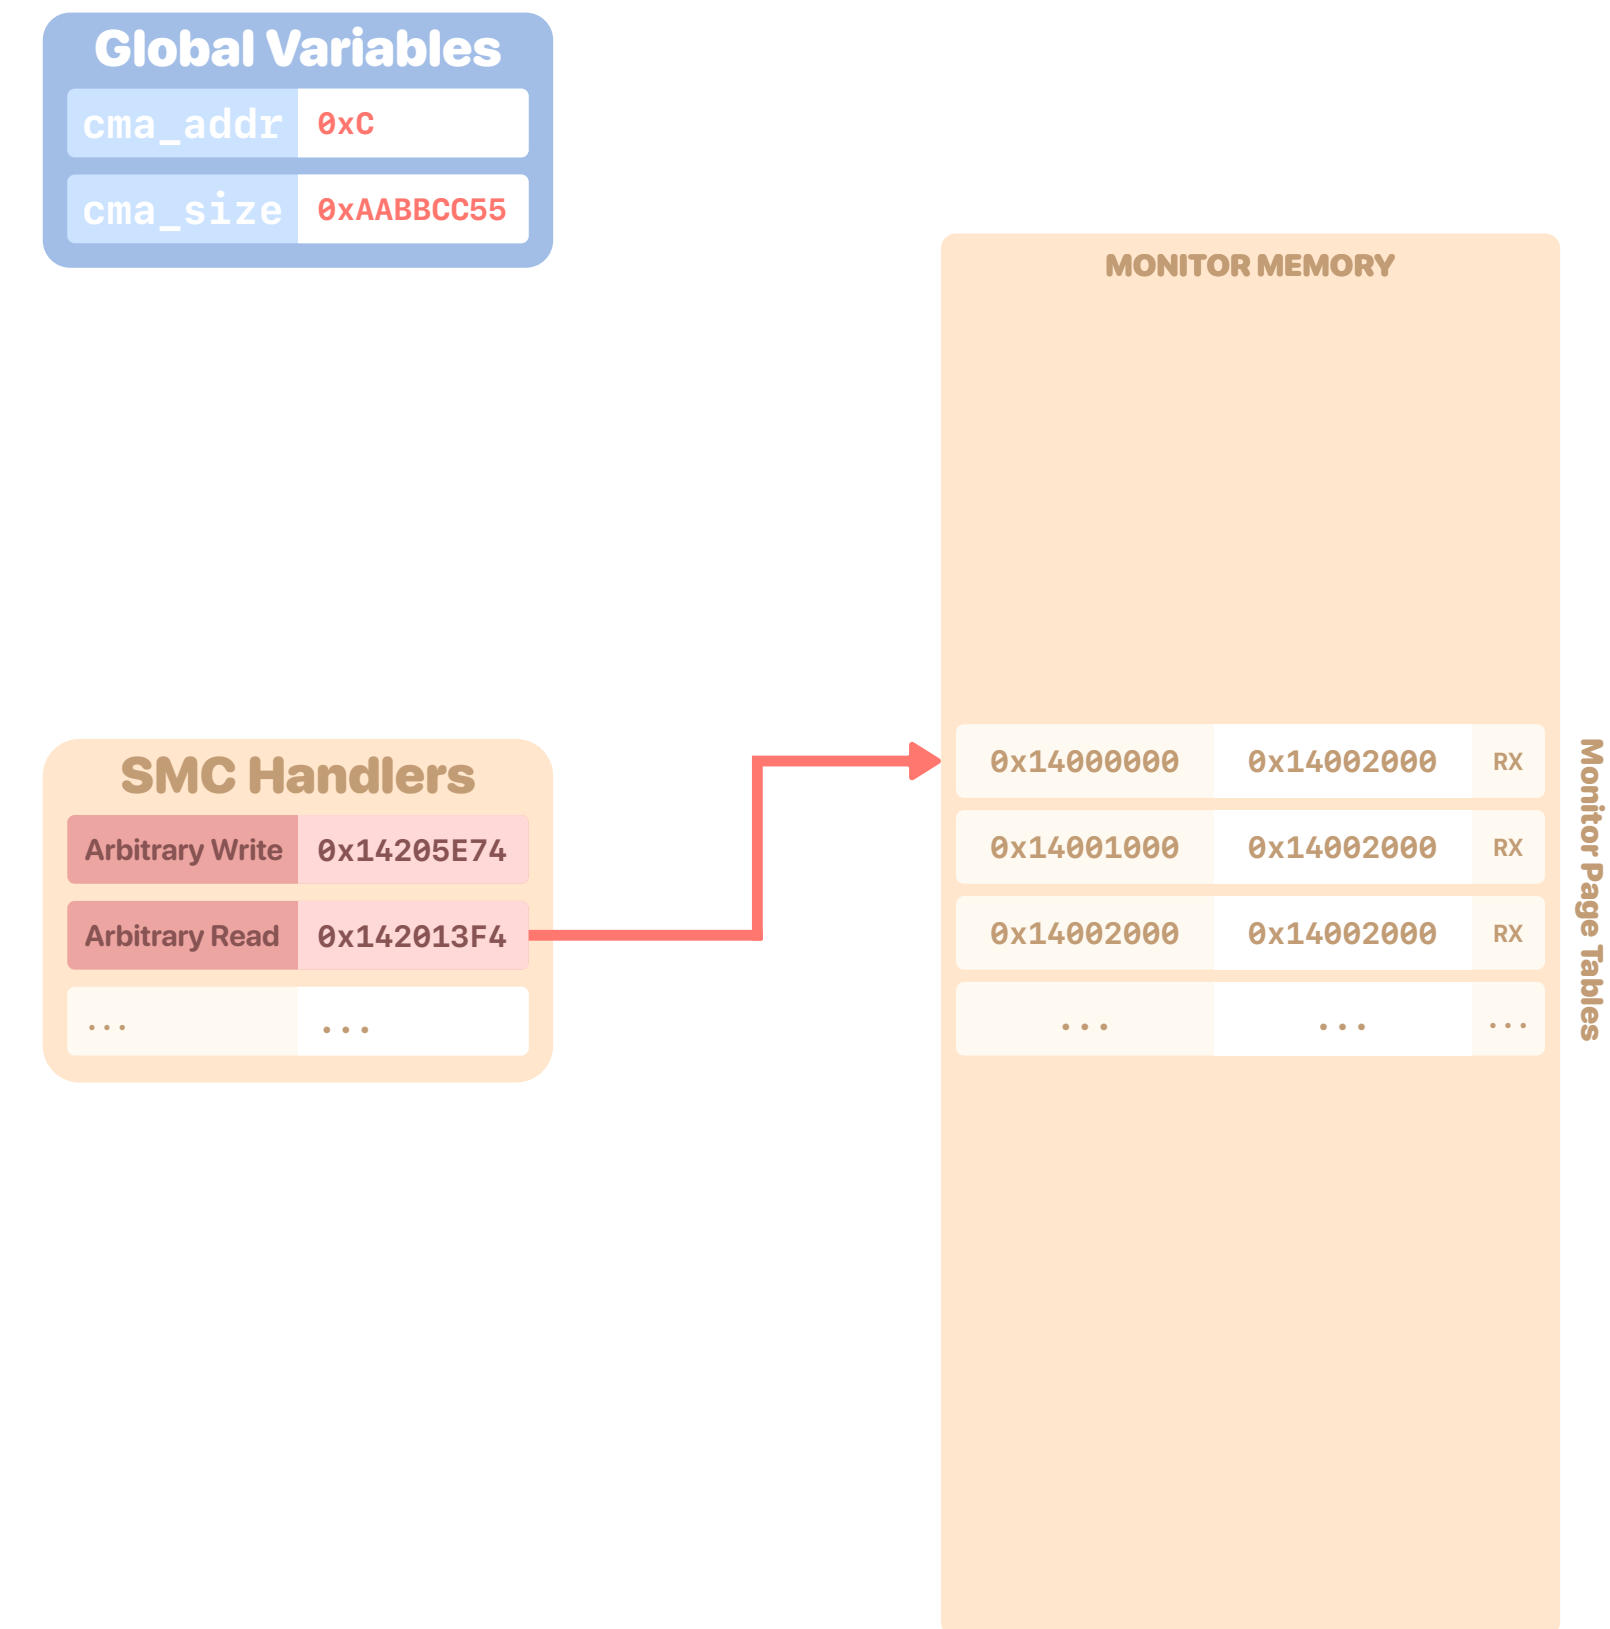 Global Variables
cma_addr 0xC
cma_size 0xAABBCC55
MONITOR MEMORY
SMC Handlers
Arbitrary Write 0x14205E74
Arbitrary Read 0x142013F4
... ...
0x14000000 0x14002000 RX
0x14001000 0x14002000 RX
0x14002000 0x14002000 RX
... ... ...
Monitor Page Tables